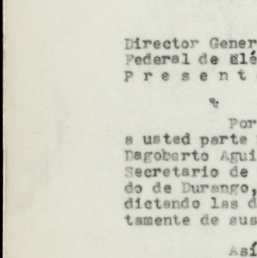 Director Gener
Federal de Elé
P r e s e n t
Por
a usted parte
Dagoberto Agui
Secretario de
do de Durango,
dictando las d
tamente de sus
Así